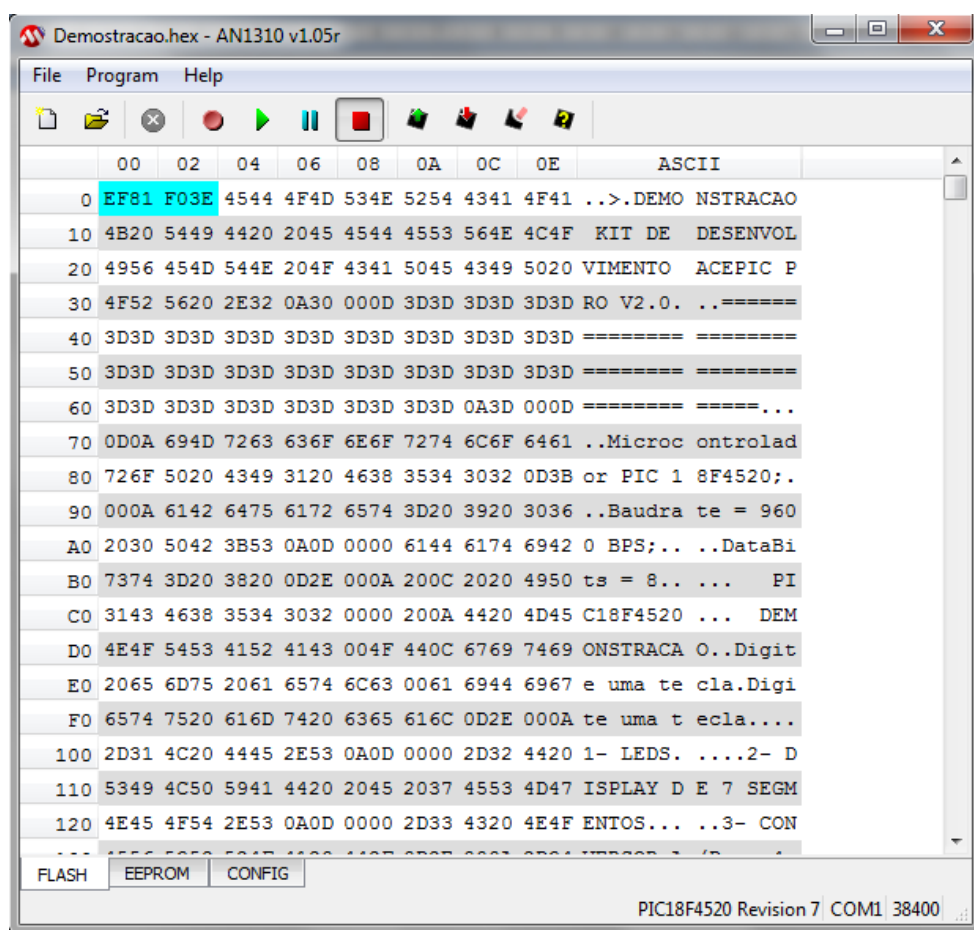 Demostracao.hex - AN1310 v1.05r
File Program Help
00 02 04 06 08 0A 0C 0E ASCII
0 EF81 F03E 4544 4F4D 534E 5254 4341 4F41 ..>.DEMO NSTRACAO
10 4B20 5449 4420 2045 4544 4553 564E 4C4F KIT DE DESENVOL
20 4956 454D 544E 204F 4341 5045 4349 5020 VIMENTO ACEPIC P
30 4F52 5620 2E32 0A30 000D 3D3D 3D3D 3D3D RO V2.0. ..======
40 3D3D 3D3D 3D3D 3D3D 3D3D 3D3D 3D3D 3D3D ======== ========
50 3D3D 3D3D 3D3D 3D3D 3D3D 3D3D 3D3D 3D3D ======== ========
60 3D3D 3D3D 3D3D 3D3D 3D3D 3D3D 0A3D 000D ======== =====...
70 0D0A 694D 7263 636F 6E6F 7274 6C6F 6461 ..Microc ontrolad
80 726F 5020 4349 3120 4638 3534 3032 0D3B or PIC 1 8F4520;.
90 000A 6142 6475 6172 6574 3D20 3920 3036 ..Baudra te = 960
A0 2030 5042 3B53 0A0D 0000 6144 6174 6942 0 BPS;.. ..DataBi
B0 7374 3D20 3820 0D2E 000A 200C 2020 4950 ts = 8.. ... PI
C0 3143 4638 3534 3032 0000 200A 4420 4D45 C18F4520 ... DEM
D0 4E4F 5453 4152 4143 004F 440C 6769 7469 ONSTRACA O..Digit
E0 2065 6D75 2061 6574 6C63 0061 6944 6967 e uma te cla.Digi
F0 6574 7520 616D 7420 6365 616C 0D2E 000A te uma t ecla....
100 2D31 4C20 4445 2E53 0A0D 0000 2D32 4420 1- LEDS. ....2- D
110 5349 4C50 5941 4420 2045 2037 4553 4D47 ISPLAY D E 7 SEGM
120 4E45 4F54 2E53 0A0D 0000 2D33 4320 4E4F ENTOS... ..3- CON
FLASH EEPROM CONFIG
PIC18F4520 Revision 7 COM1 38400